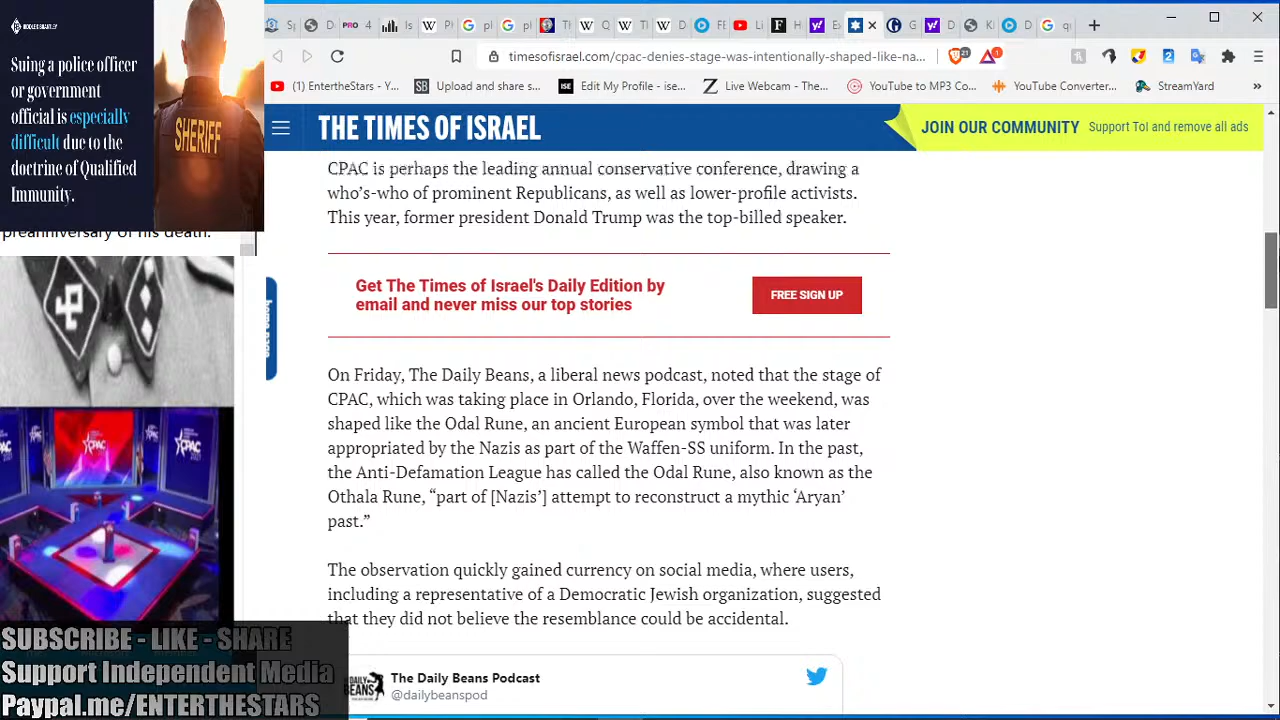 Suing a police officer
or government
official is especially
difficult due to the
doctrine of Qualified
Immunity.
SHERIFF
preanniversary of his death.
CPAC
CPAC
CPAC
SUBSCRIBE - LIKE - SHARE
Support Independent Media
Paypal.me/ENTERTHESTARS
PRO 4
timesofisrael.com/cpac-denies-stage-was-intentionally-shaped-like-na...
21
1
(1) EntertheStars - Y...
Upload and share s...
Edit My Profile - ise...
Live Webcam - The...
YouTube to MP3 Co...
YouTube Converter...
StreamYard
THE TIMES OF ISRAEL
JOIN OUR COMMUNITY Support ToI and remove all ads
CPAC is perhaps the leading annual conservative conference, drawing a
who's-who of prominent Republicans, as well as lower-profile activists.
This year, former president Donald Trump was the top-billed speaker.
Get The Times of Israel's Daily Edition by
email and never miss our top stories
FREE SIGN UP
On Friday, The Daily Beans, a liberal news podcast, noted that the stage of
CPAC, which was taking place in Orlando, Florida, over the weekend, was
shaped like the Odal Rune, an ancient European symbol that was later
appropriated by the Nazis as part of the Waffen-SS uniform. In the past,
the Anti-Defamation League has called the Odal Rune, also known as the
Othala Rune, “part of [Nazis’] attempt to reconstruct a mythic ‘Aryan’
past.”
The observation quickly gained currency on social media, where users,
including a representative of a Democratic Jewish organization, suggested
that they did not believe the resemblance could be accidental.
DAILY
BEANS
The Daily Beans Podcast
@dailybeanspod